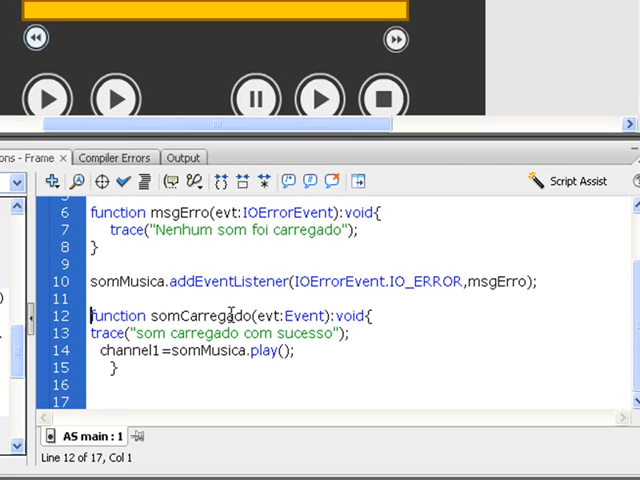 ons - Frame × Compiler Errors Output
Script Assist
5
6 function msgErro(evt:IOErrorEvent):void{
7 trace("Nenhum som foi carregado");
8 }
9
10 somMusica.addEventListener(IOErrorEvent.IO_ERROR,msgErro);
11
12 function somCarregado(evt:Event):void{
13 trace("som carregado com sucesso");
14 channel1=somMusica.play();
15 }
16
17
AS main : 1
Line 12 of 17, Col 1